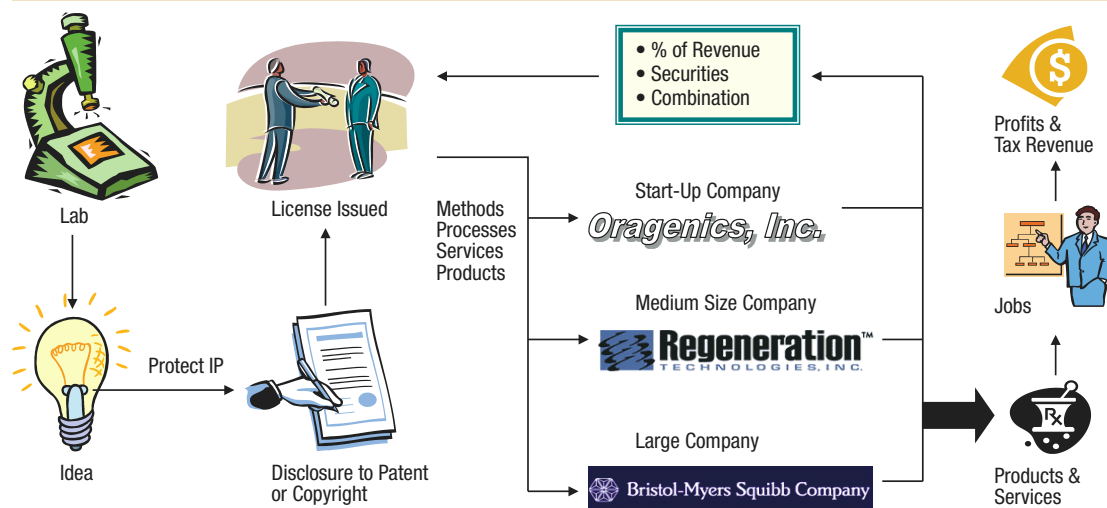 Lab
Idea
Protect IP
Disclosure to Patent
or Copyright
License Issued
• % of Revenue
• Securities
• Combination
Methods
Processes
Services
Products
Start-Up Company
Oragenics, Inc.
Medium Size Company
Regeneration™
TECHNOLOGIES, INC.
Large Company
Bristol-Myers Squibb Company
Rx
Products &
Services
Jobs
$
Profits &
Tax Revenue